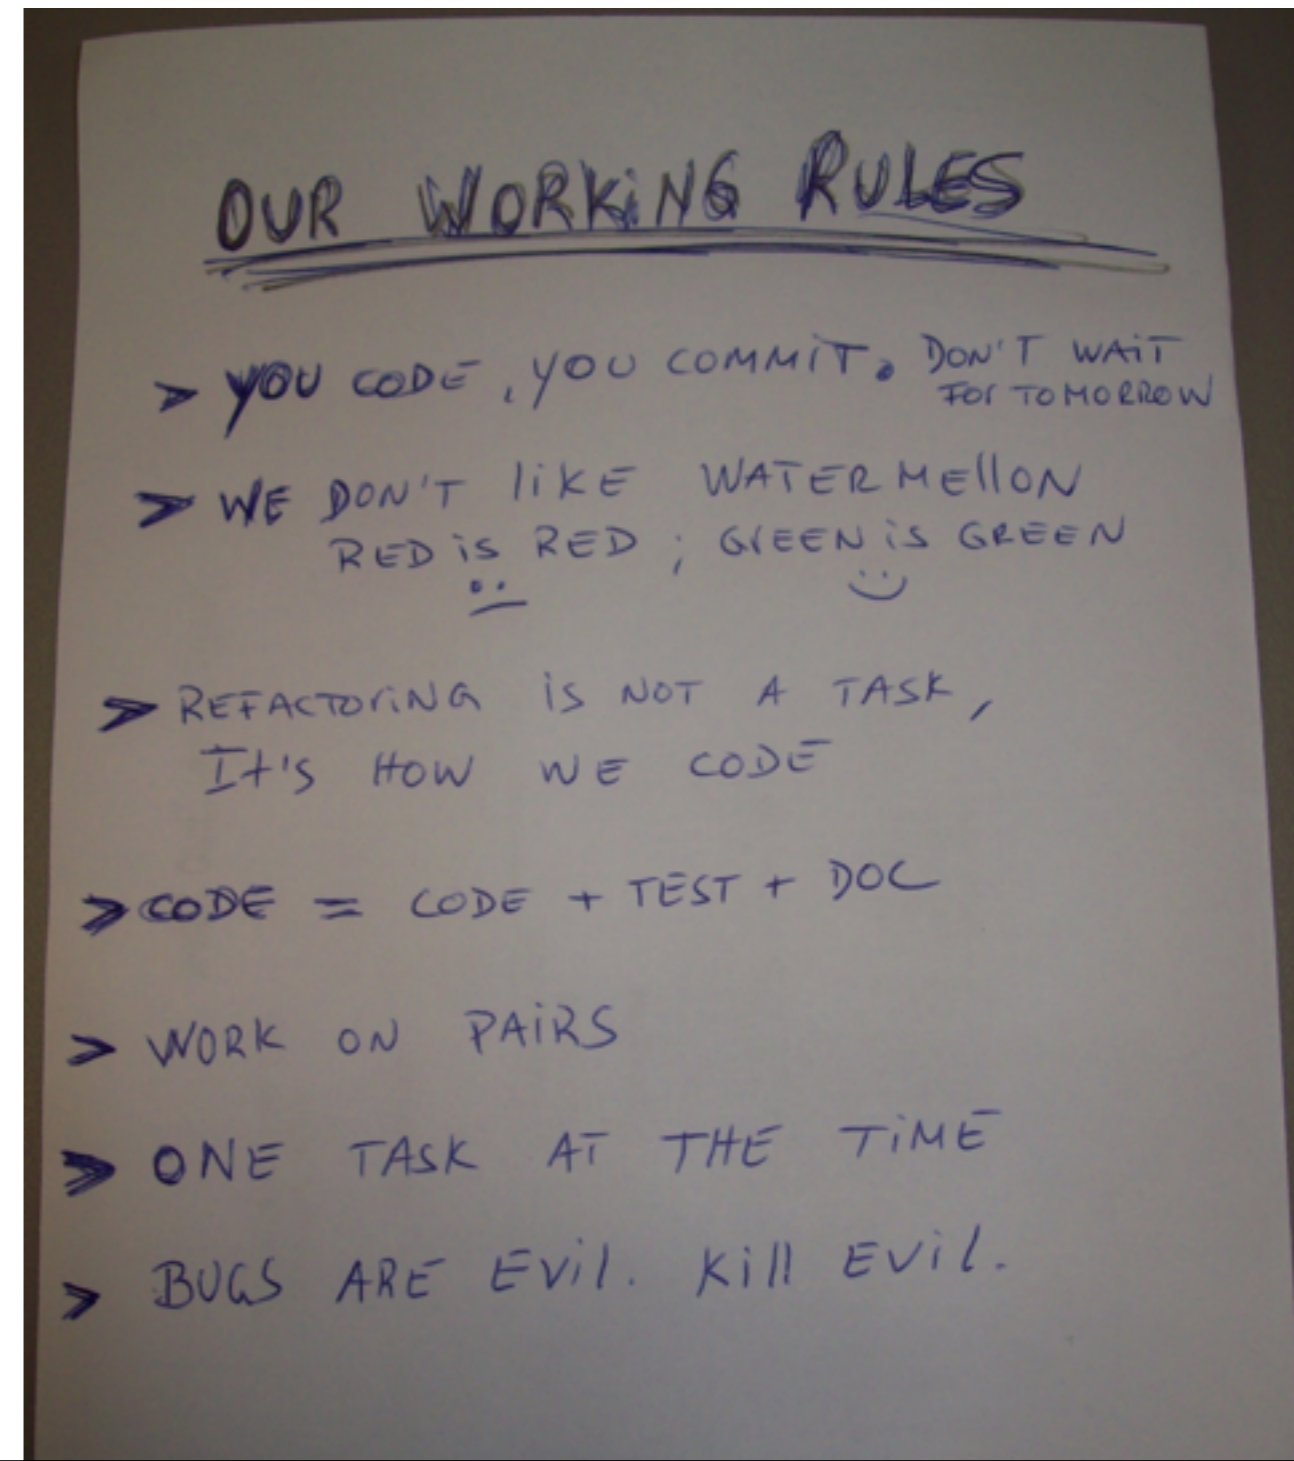 OUR WORKiNG RULES
> YOU CODE, YOU COMMiT. DON'T WAiT
FOr TOMORROW
> WE DON'T liKE WATERMEllON
RED iS RED ; GrEEN iS GREEN
> REFACTOriNG iS NOT A TASK,
It'S HOW WE CODE
> CODE = CODE + TEST + DOC
> WORK ON PAiRS
> ONE TASK AT THE TiME
> BUGS ARE EVil. Kill EVil.